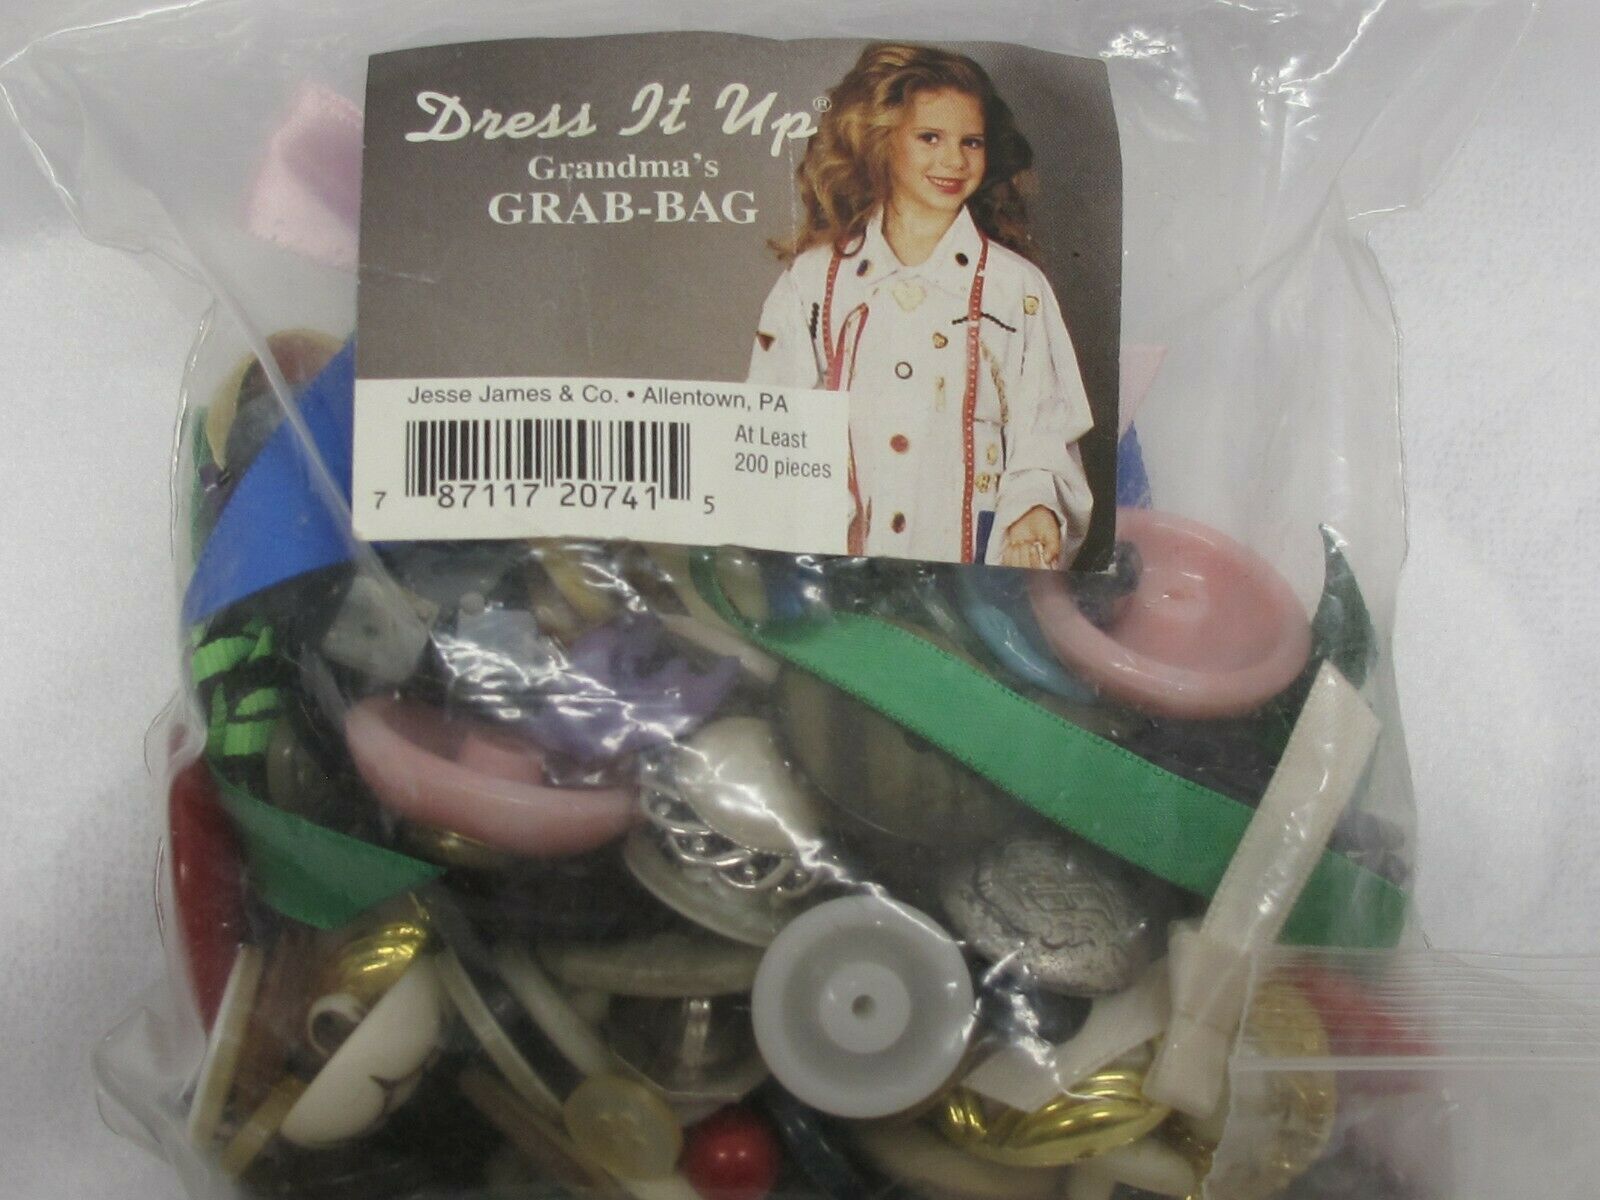 Dress It Up®
Grandma's
GRAB-BAG
Jesse James & Co. • Allentown, PA
At Least
200 pieces
7 87117 20741 5